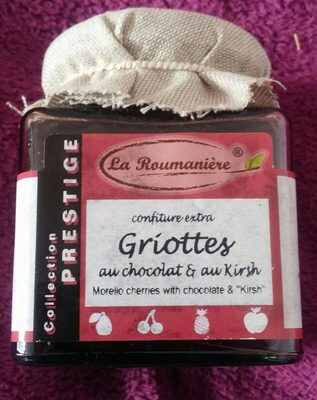 La Roumanière ®
confiture extra
Griottes
au chocolat & au Kirsh
Morello cherries with chocolate & "Kirsh"
Collection
PRESTIGE